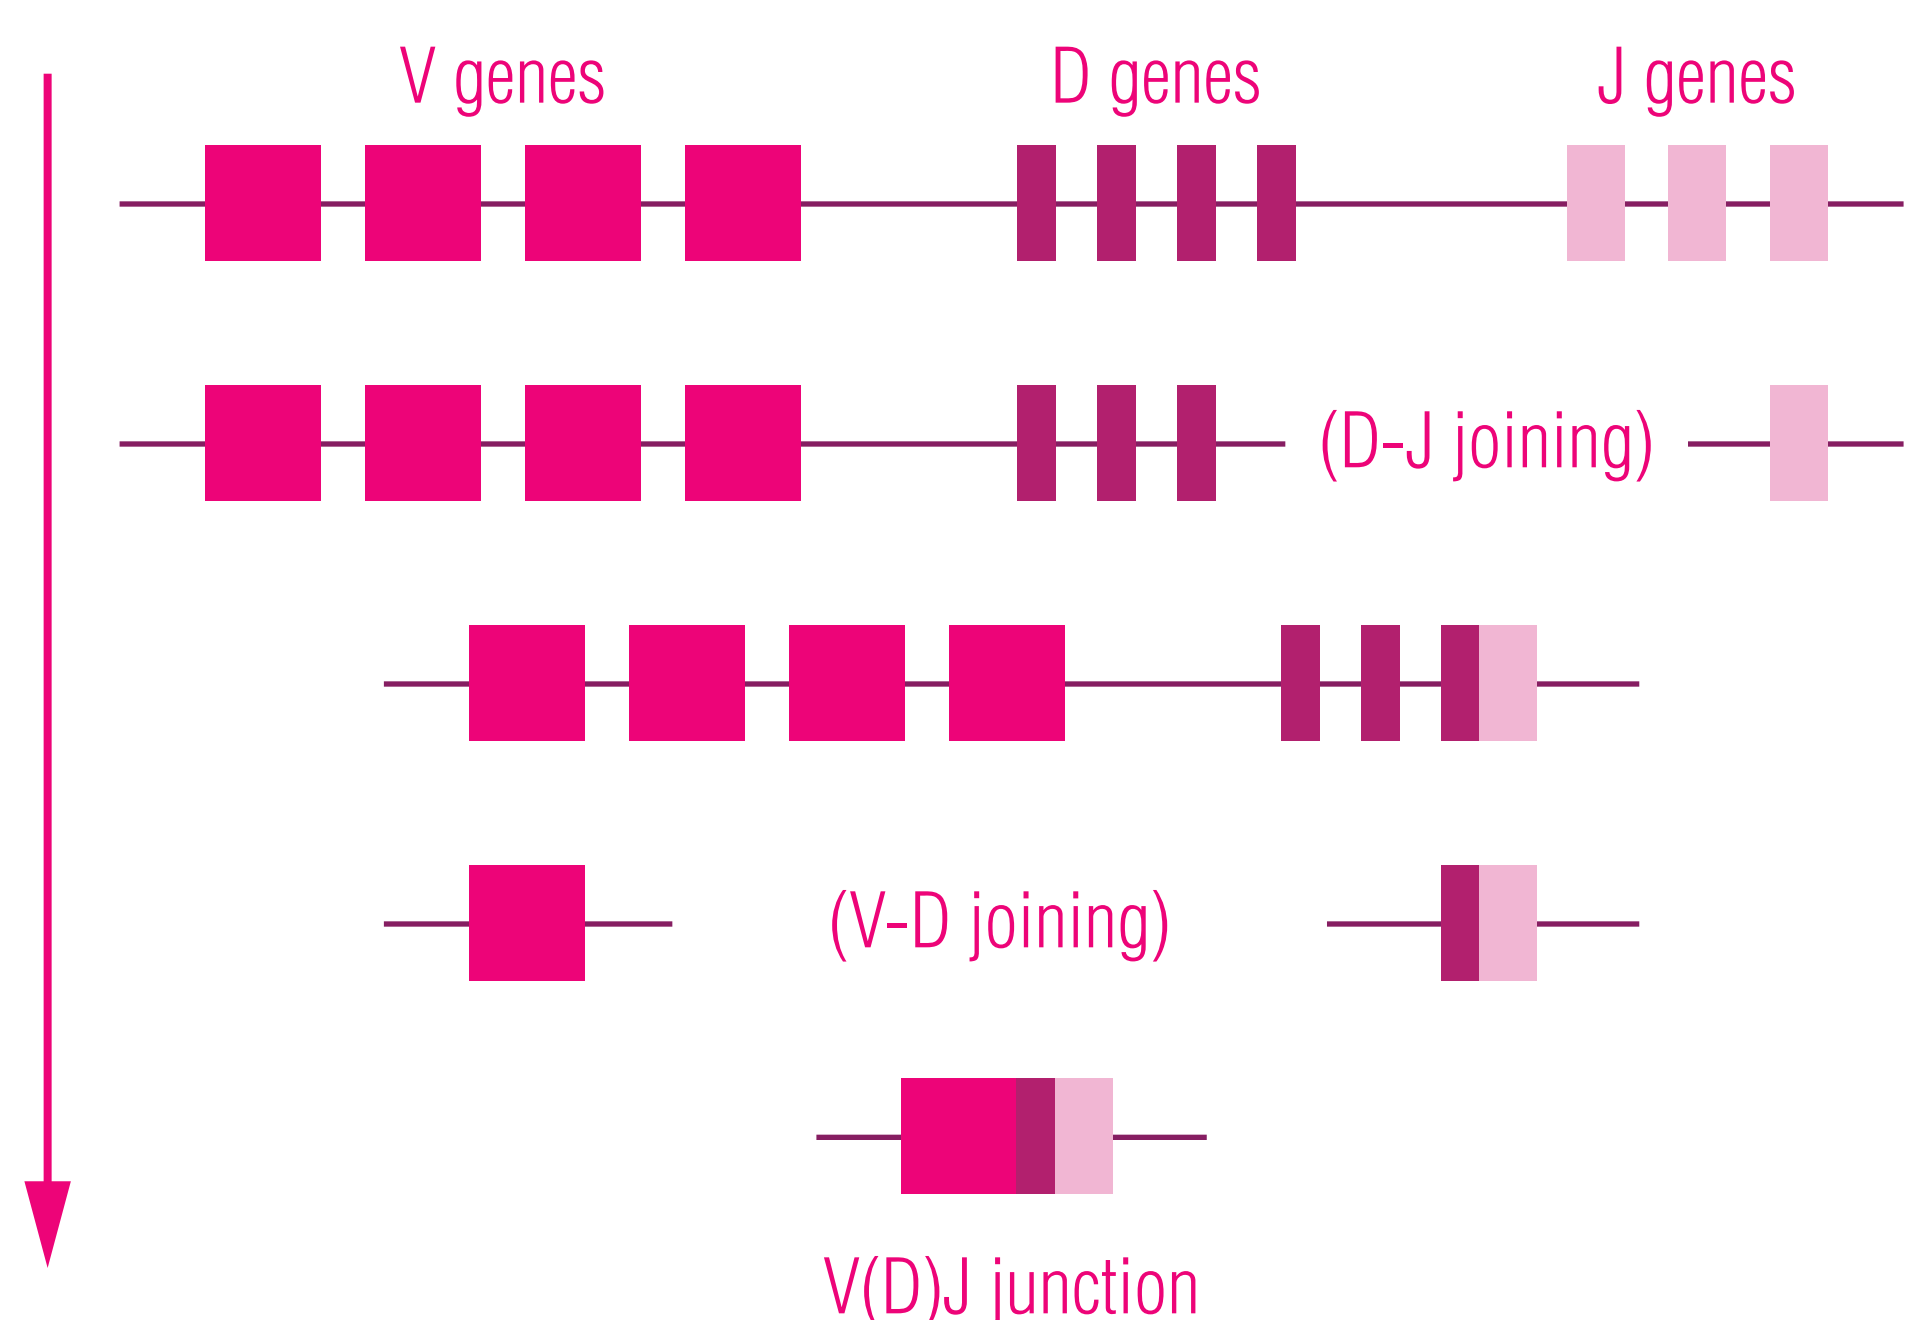 V genes
D genes
J genes
(D-J joining)
(V-D joining)
V(D)J junction